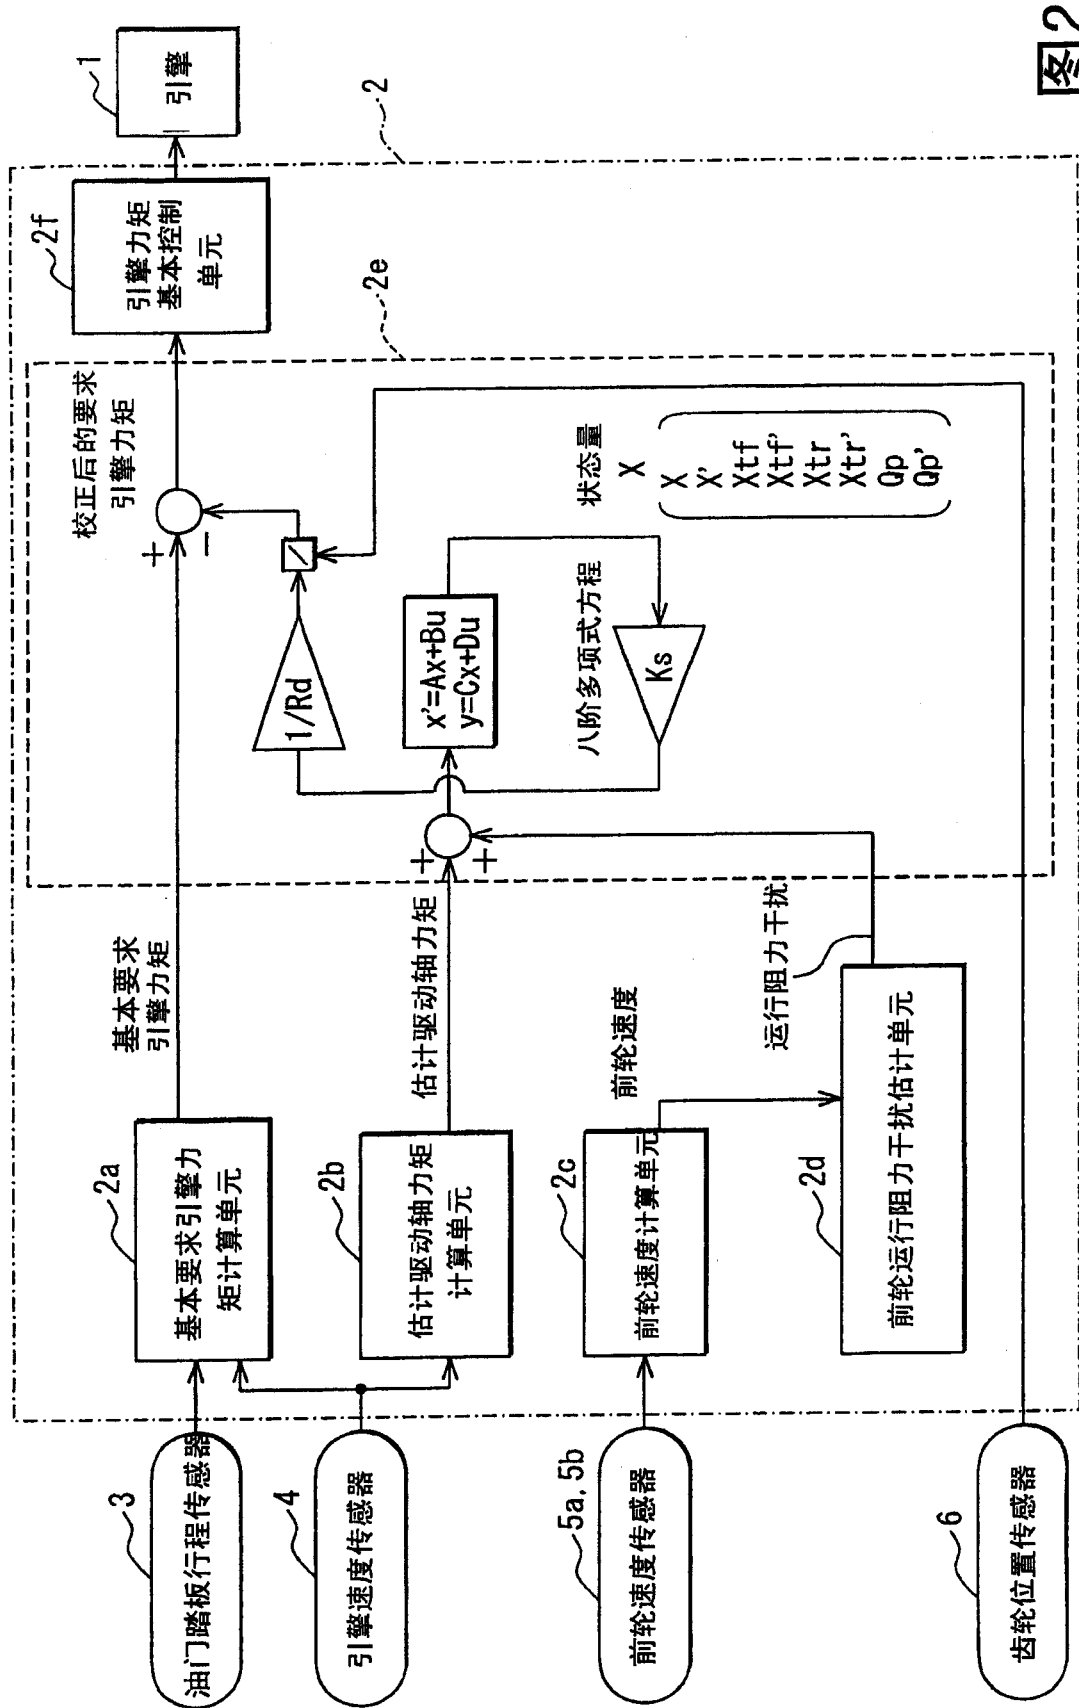 3
油门踏板行程传感器
4
引擎速度传感器
5a, 5b
前轮速度传感器
6
齿轮位置传感器
2a
基本要求引擎力
矩计算单元
2b
估计驱动轴力矩
计算单元
2c
前轮速度计算单元
2d
前轮运行阻力干扰估计单元
基本要求
引擎力矩
估计驱动轴力矩
前轮速度
运行阻力干扰
+
+
+
−
1/Rd
x'=Ax+Bu
y=Cx+Du
八阶多项式方程
Ks
校正后的要求
引擎力矩
状态量
X
X
X'
Xtf
Xtf'
Xtr
Xtr'
Qp
Qp'
2e
2f
引擎力矩
基本控制
单元
2
1
引擎
图2